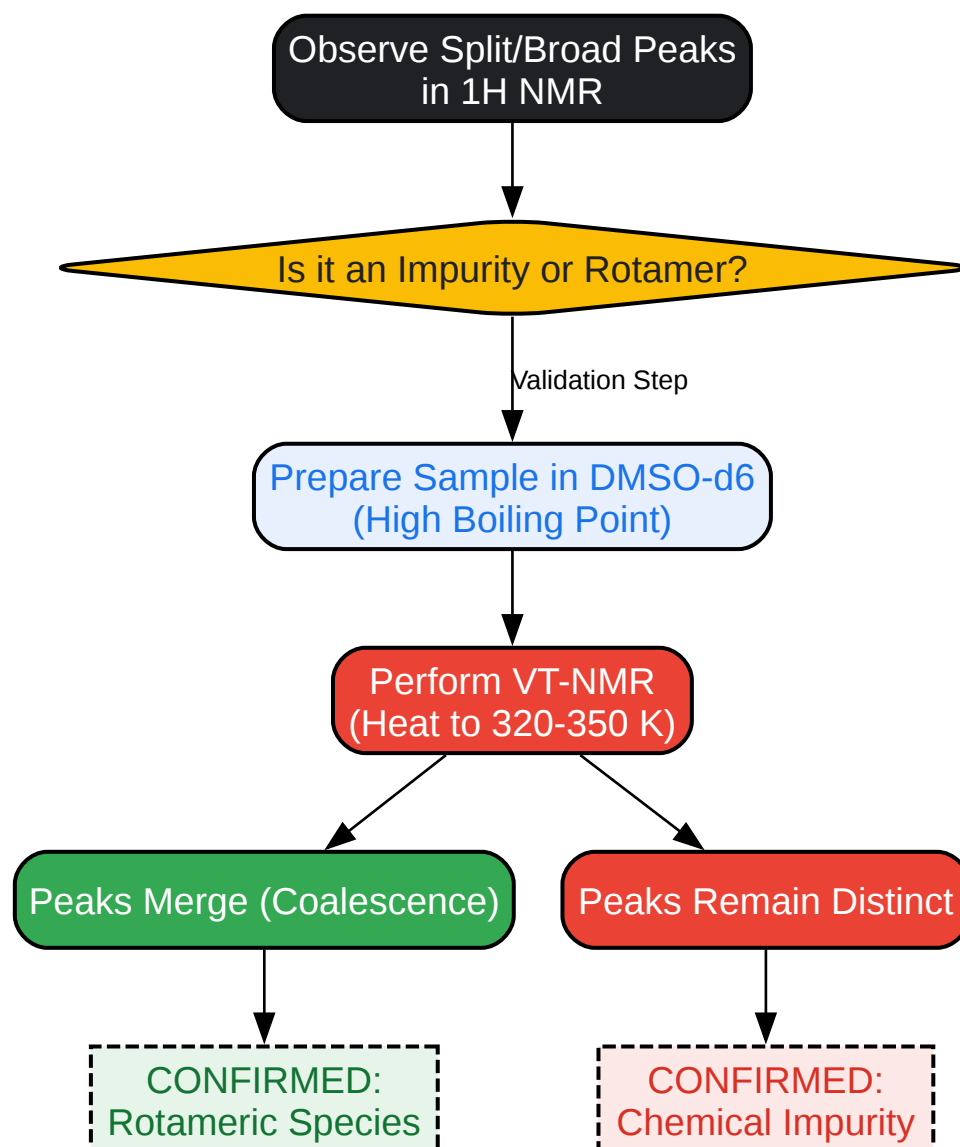 Observe Split/Broad Peaks
in 1H NMR
Is it an Impurity or Rotamer?
Validation Step
Prepare Sample in DMSO-d6
(High Boiling Point)
Perform VT-NMR
(Heat to 320-350 K)
Peaks Merge (Coalescence)
Peaks Remain Distinct
CONFIRMED:
Rotameric Species
CONFIRMED:
Chemical Impurity